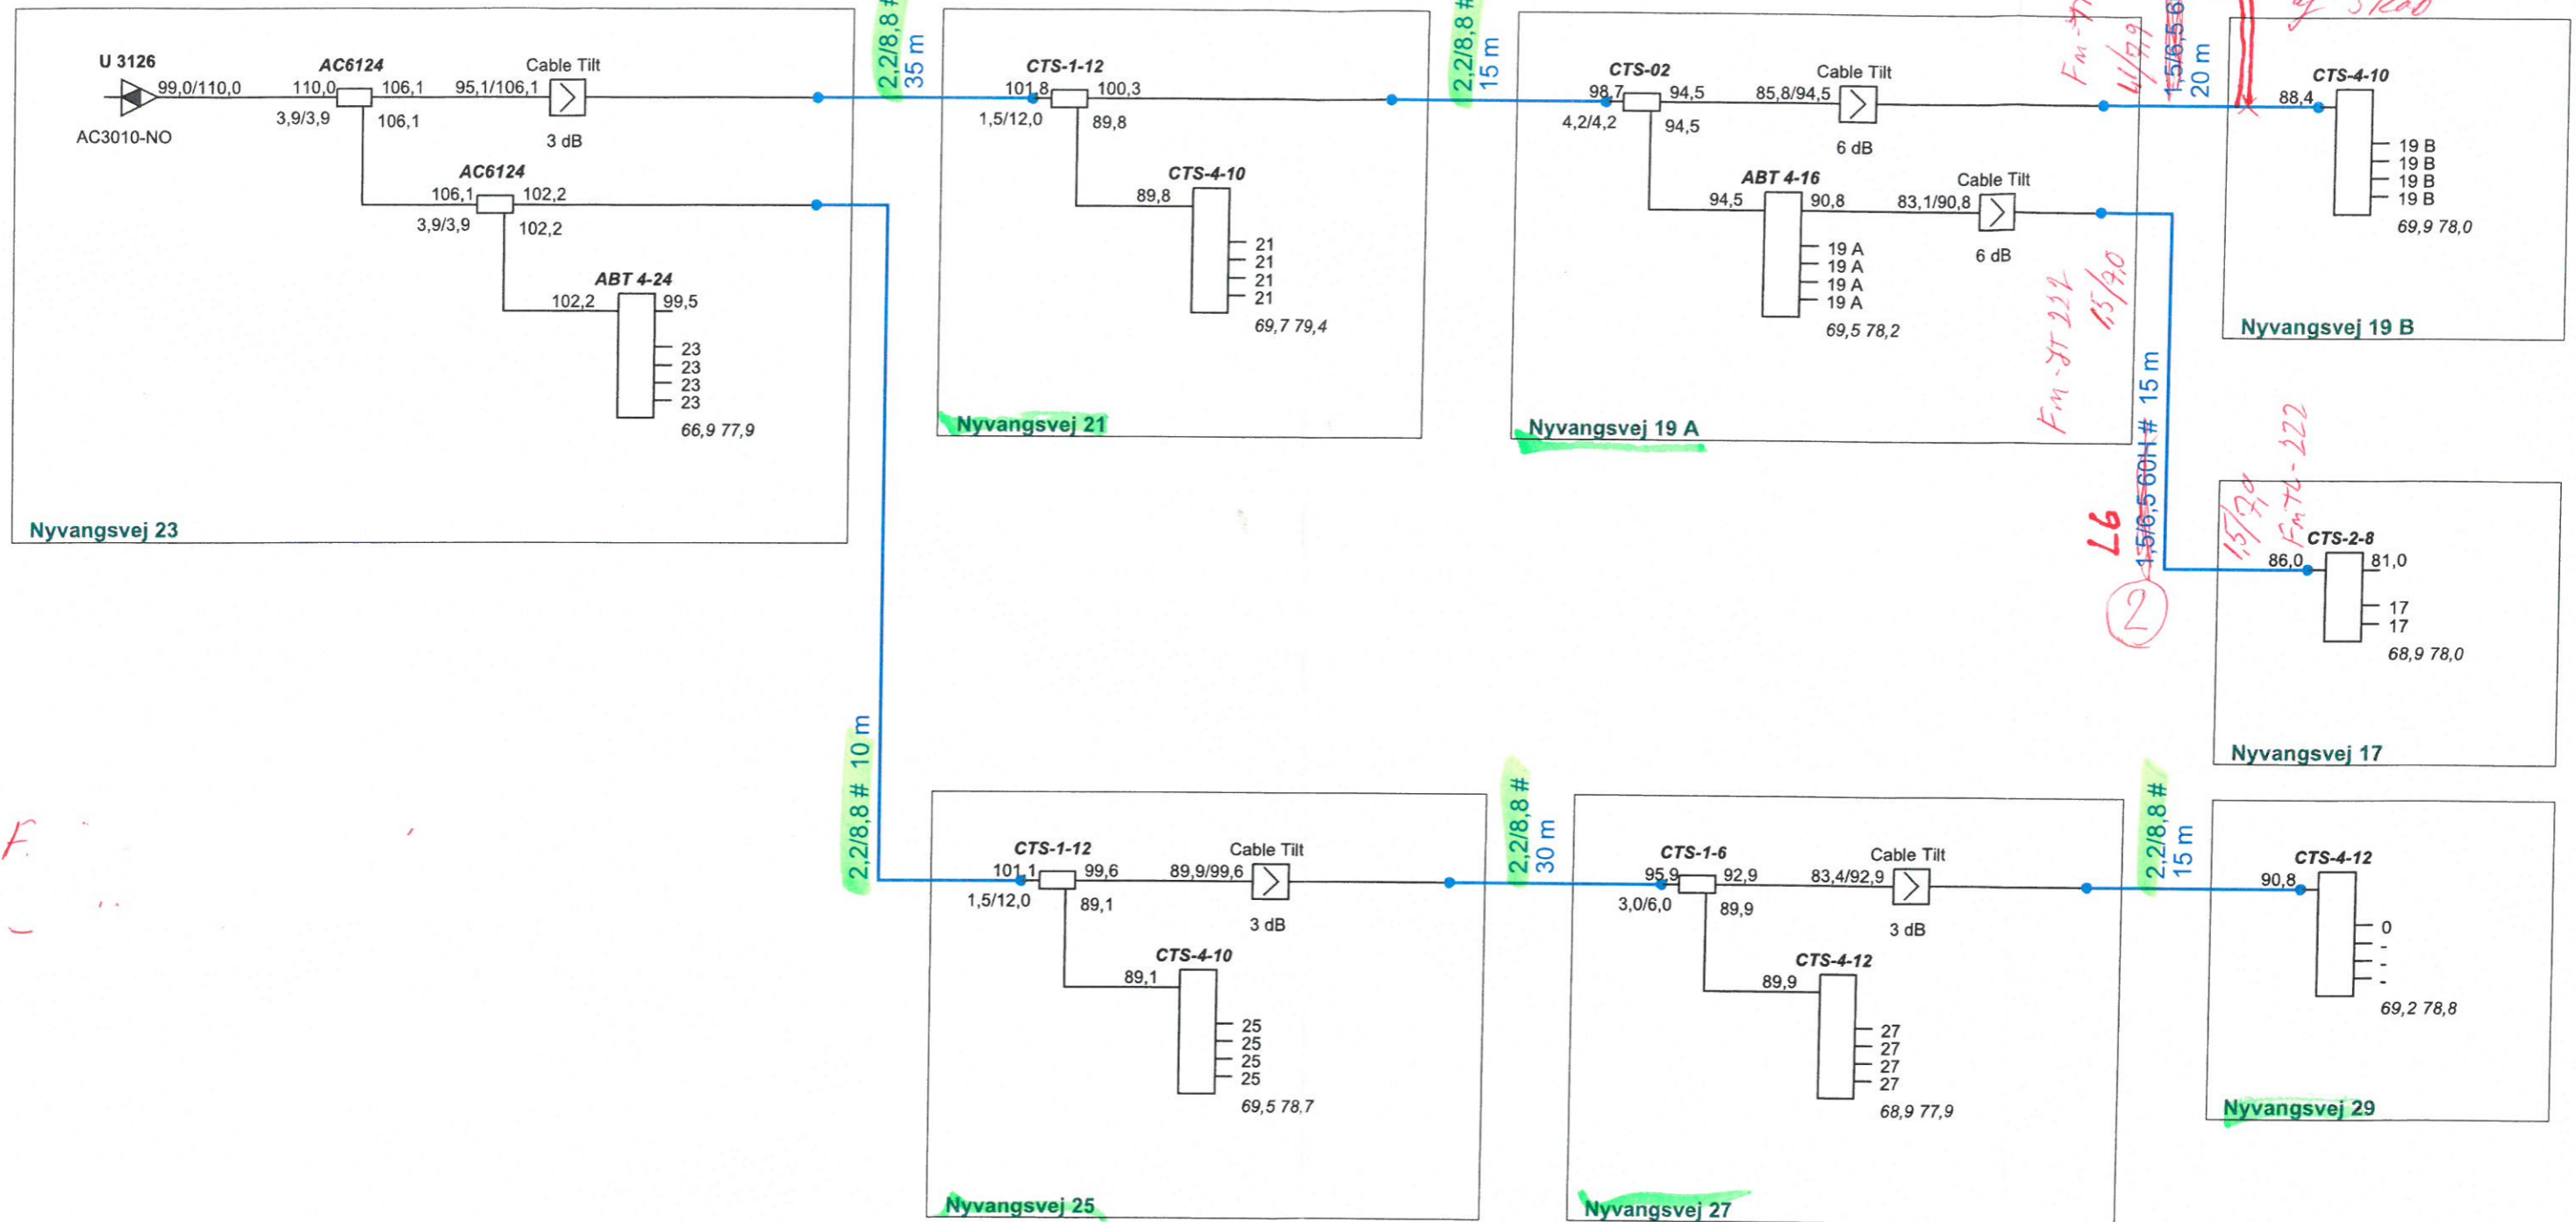 U 3126
AC3010-NO
99,0/110,0
AC6124
110,0 106,1
3,9/3,9
106,1
95,1/106,1
Cable Tilt
3 dB
AC6124
106,1 102,2
3,9/3,9
102,2
ABT 4-24
102,2 99,5
23
23
23
23
66,9 77,9
Nyvangsvej 23
2,2/8,8 #
35 m
CTS-1-12
101,8 100,3
1,5/12,0
89,8
CTS-4-10
89,8
21
21
21
21
69,7 79,4
Nyvangsvej 21
2,2/8,8 #
15 m
CTS-02
98,7 94,5
4,2/4,2
94,5
85,8/94,5
Cable Tilt
6 dB
ABT 4-16
94,5 90,8
83,1/90,8
Cable Tilt
6 dB
19 A
19 A
19 A
19 A
69,5 78,2
Nyvangsvej 19 A
20 m
CTS-4-10
88,4
19 B
19 B
19 B
19 B
69,9 78,0
Nyvangsvej 19 B
1,5/7,0
1,5/6,5 60H # 15 m
L6
2
222
CTS-2-8
86,0 81,0
17
17
68,9 78,0
Nyvangsvej 17
2,2/8,8 # 10 m
CTS-1-12
101,1 99,6
1,5/12,0
89,1
89,9/99,6
Cable Tilt
3 dB
CTS-4-10
89,1
25
25
25
25
69,5 78,7
Nyvangsvej 25
2,2/8,8 #
30 m
CTS-1-6
95,9 92,9
3,0/6,0
89,9
83,4/92,9
Cable Tilt
3 dB
CTS-4-12
89,9
27
27
27
27
68,9 77,9
Nyvangsvej 27
2,2/8,8 #
15 m
CTS-4-12
90,8
0
-
-
-
69,2 78,8
Nyvangsvej 29